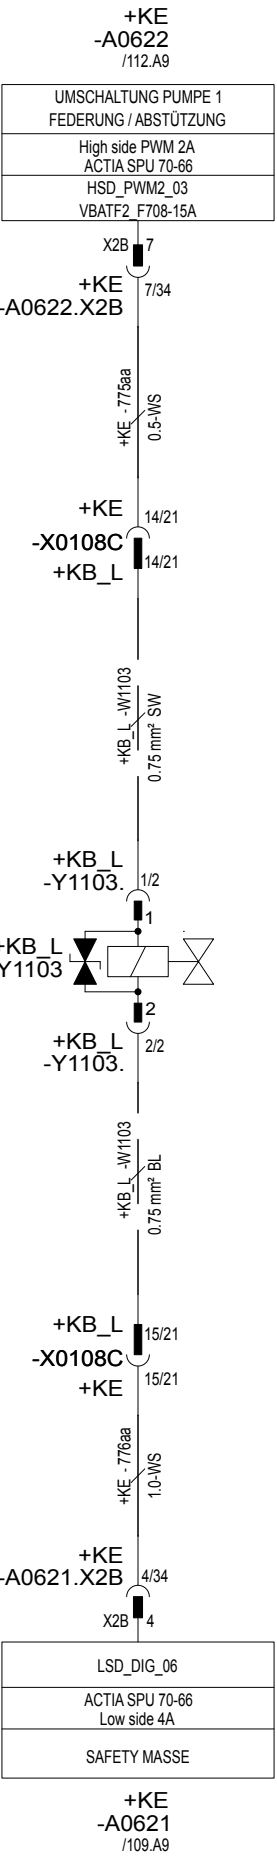 +KE
-A0622
/112.A9
UMSCHALTUNG PUMPE 1
FEDERUNG / ABSTÜTZUNG
High side PWM 2A
ACTIA SPU 70-66
HSD_PWM2_03
VBATF2_F708-15A
X2B 7
+KE 7/34
-A0622.X2B
+KE - 775aa
0.5-WS
+KE 14/21
-X0108C 14/21
+KB_L
+KB_L -W1103
0.75 mm² SW
+KB_L 1/2
-Y1103.
1
+KB_L
Y1103
2
+KB_L 2/2
-Y1103.
+KB_L -W1103
0.75 mm² BL
+KB_L 15/21
-X0108C 15/21
+KE
+KE - 776aa
1.0-WS
+KE
-A0621.X2B 4/34
X2B 4
LSD_DIG_06
ACTIA SPU 70-66
Low side 4A
SAFETY MASSE
+KE
-A0621
/109.A9